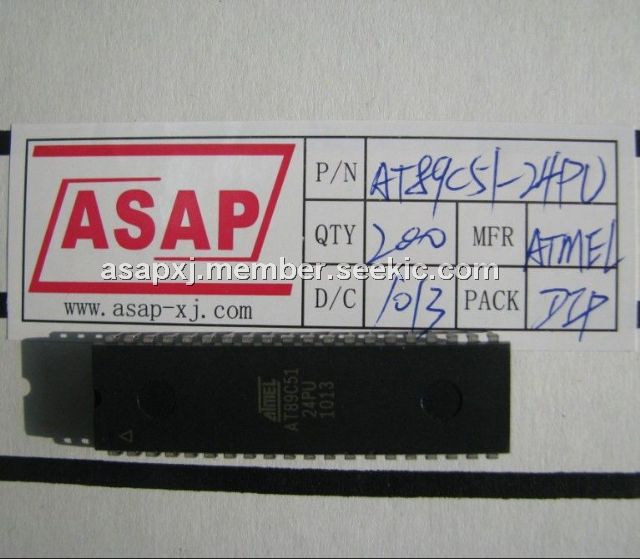 ASAP
www.asap-xj.com
P/N AT89C51-24PU
QTY 2000 MFR ATMEL
D/C 1013 PACK DIP
asapxj.member.seekic.com
ATMEL
AT89C51
24PU
1013